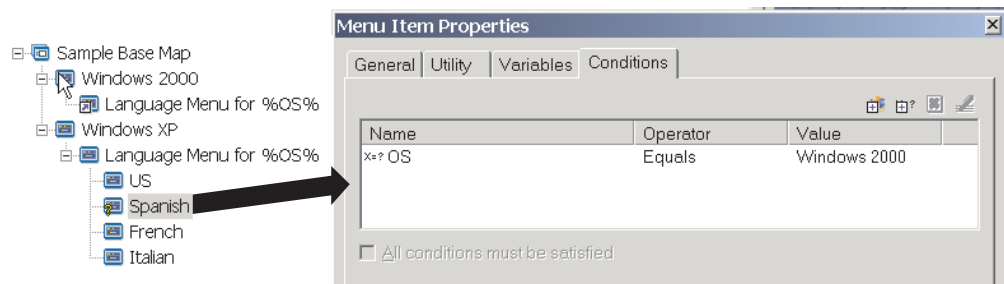 Sample Base Map
Windows 2000
Language Menu for %OS%
Windows XP
Language Menu for %OS%
US
Spanish
French
Italian
Menu Item Properties
General Utility Variables Conditions
Name Operator Value
X=? OS Equals Windows 2000
All conditions must be satisfied